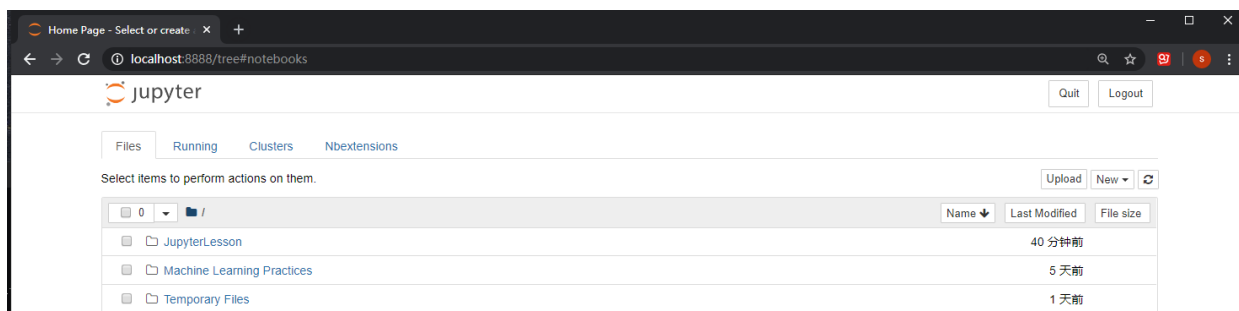 Home Page - Select or create
localhost:8888/tree#notebooks
s
jupyter
Quit Logout
Files Running Clusters Nbextensions
Select items to perform actions on them.
Upload New
0 /
Name Last Modified File size
JupyterLesson 40 分钟前
Machine Learning Practices 5 天前
Temporary Files 1 天前